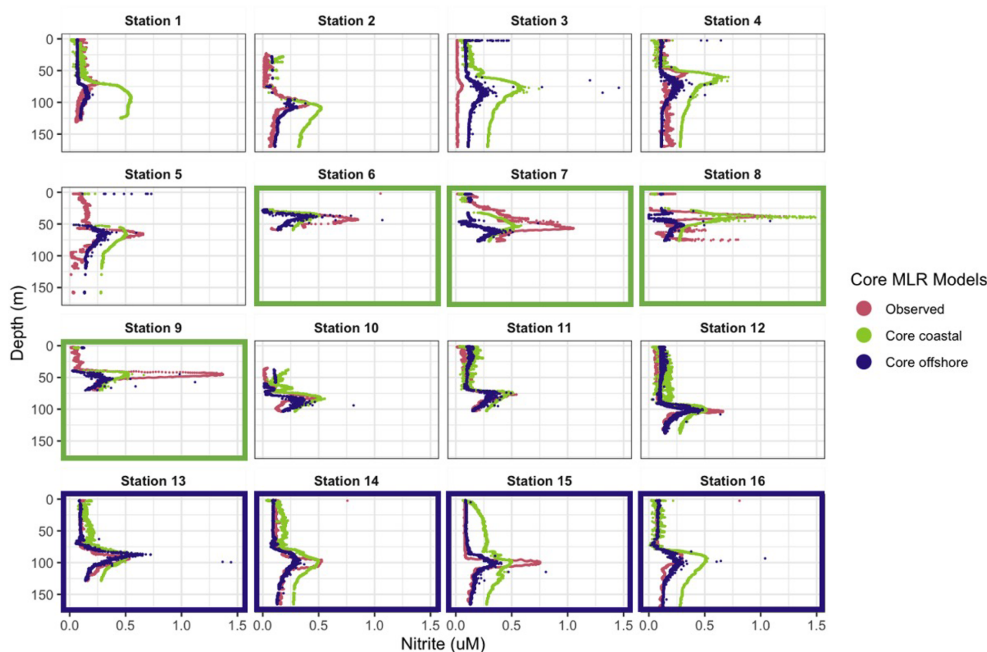 Station 1 Station 2 Station 3 Station 4
0
50
100
150
Station 5 Station 6 Station 7 Station 8
0
50
100
150
Station 9 Station 10 Station 11 Station 12
0
50
100
150
Station 13 Station 14 Station 15 Station 16
0
50
100
150
0.0 0.5 1.0 1.5 0.0 0.5 1.0 1.5 0.0 0.5 1.0 1.5 0.0 0.5 1.0 1.5
Nitrite (uM)
Depth (m)
Core MLR Models
Observed
Core coastal
Core offshore